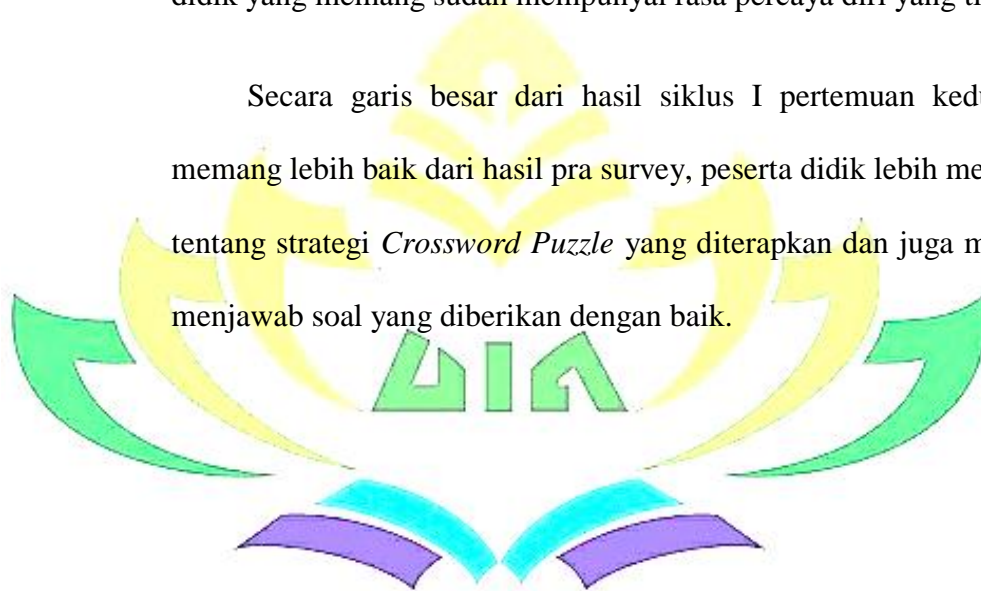 didik yang memang sudah mempunyai rasa percaya diri yang
Secara garis besar dari hasil siklus I pertemuan
memang lebih baik dari hasil pra survey, peserta didik lebih
tentang strategi Crossword Puzzle yang diterapkan dan juga
menjawab soal yang diberikan dengan baik.
UIN